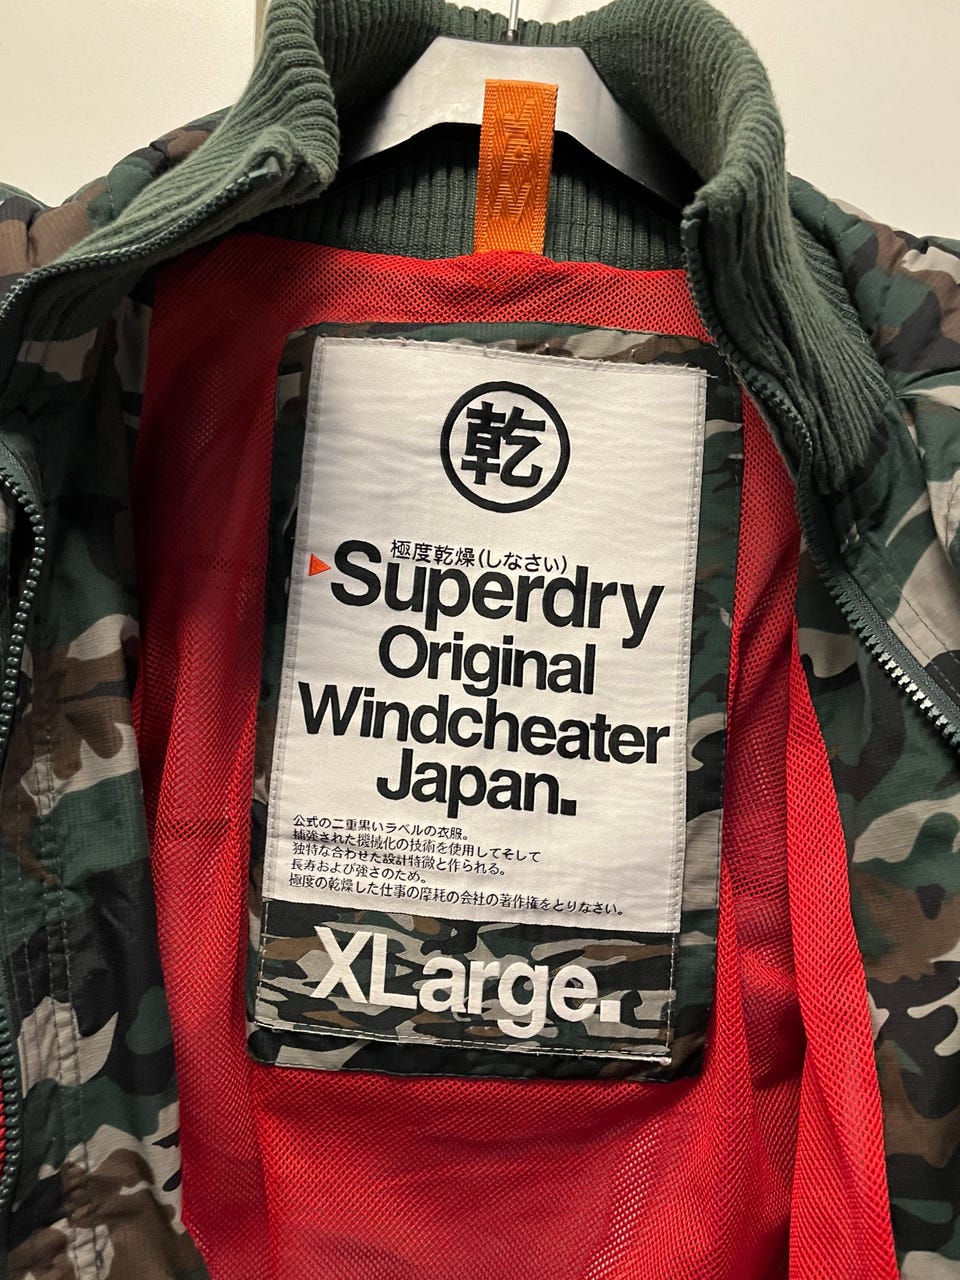 乾
極度乾燥(しなさい)
Superdry
Original
Windcheater
Japan.
公式の二重黒いラベルの衣服。
補強された機械化の技術を使用してそして
独特な合わせた設計特徴と作られる。
長寿および強さのため。
極度の乾燥した仕事の摩耗の会社の著作権をとりなさい。
XLarge.